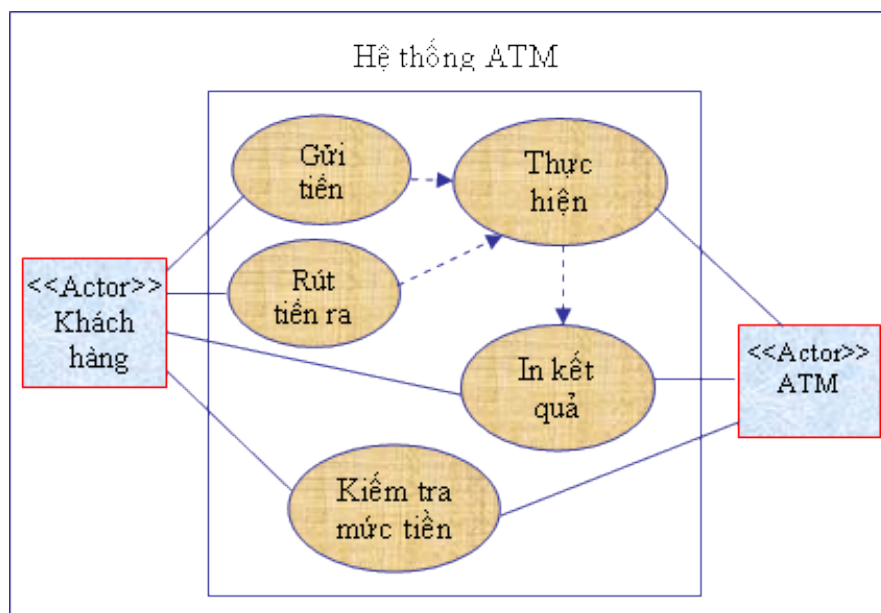 Hệ thống ATM
Gửi
tiền
Thực
hiện
<<Actor>>
Khách
hàng
Rút
tiền ra
In kết
quả
<<Actor>>
ATM
Kiểm tra
mức tiền